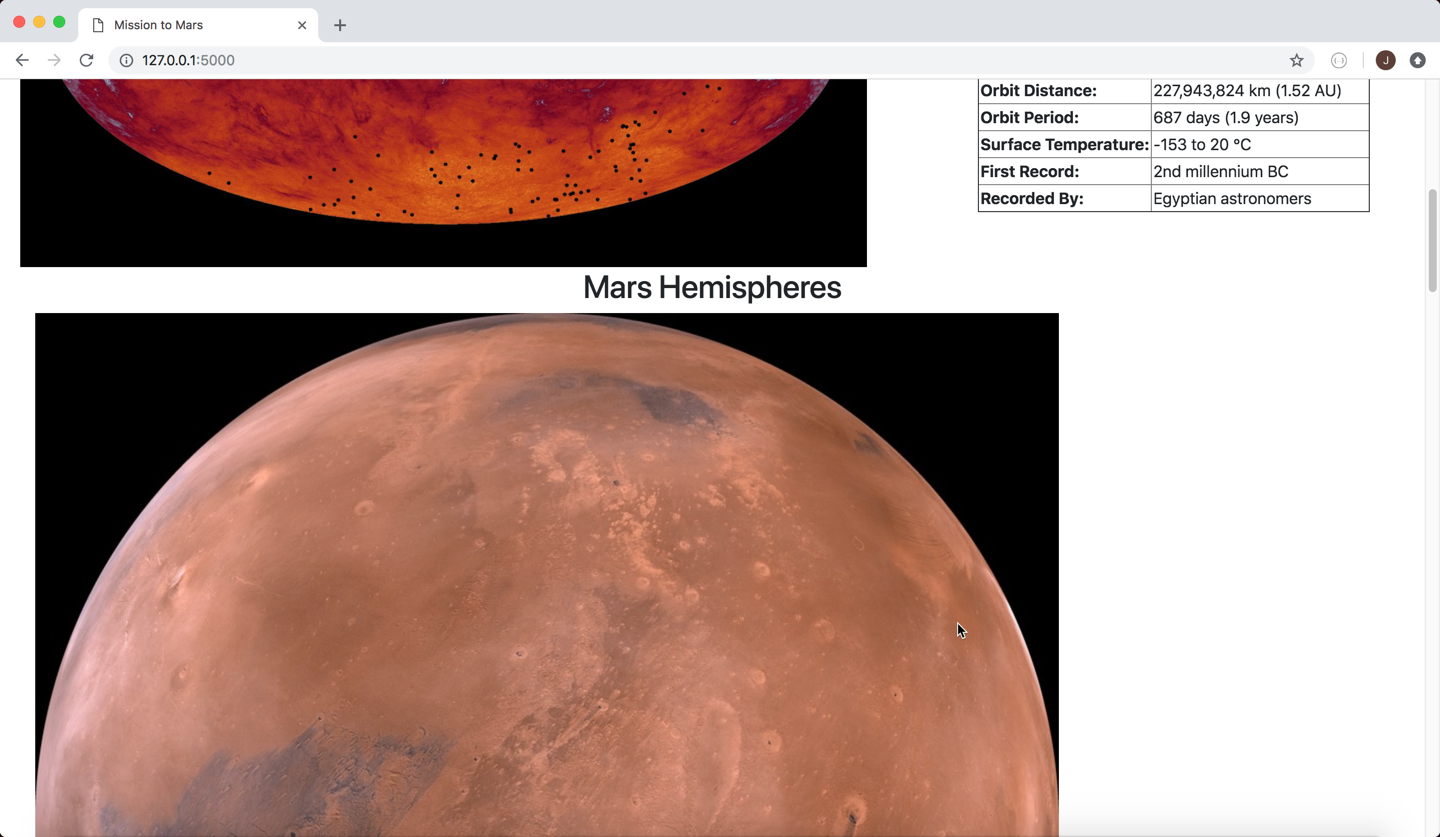 Mission to Mars
127.0.0.1:5000
J
Orbit Distance: 227,943,824 km (1.52 AU)
Orbit Period: 687 days (1.9 years)
Surface Temperature: -153 to 20 °C
First Record: 2nd millennium BC
Recorded By: Egyptian astronomers
Mars Hemispheres